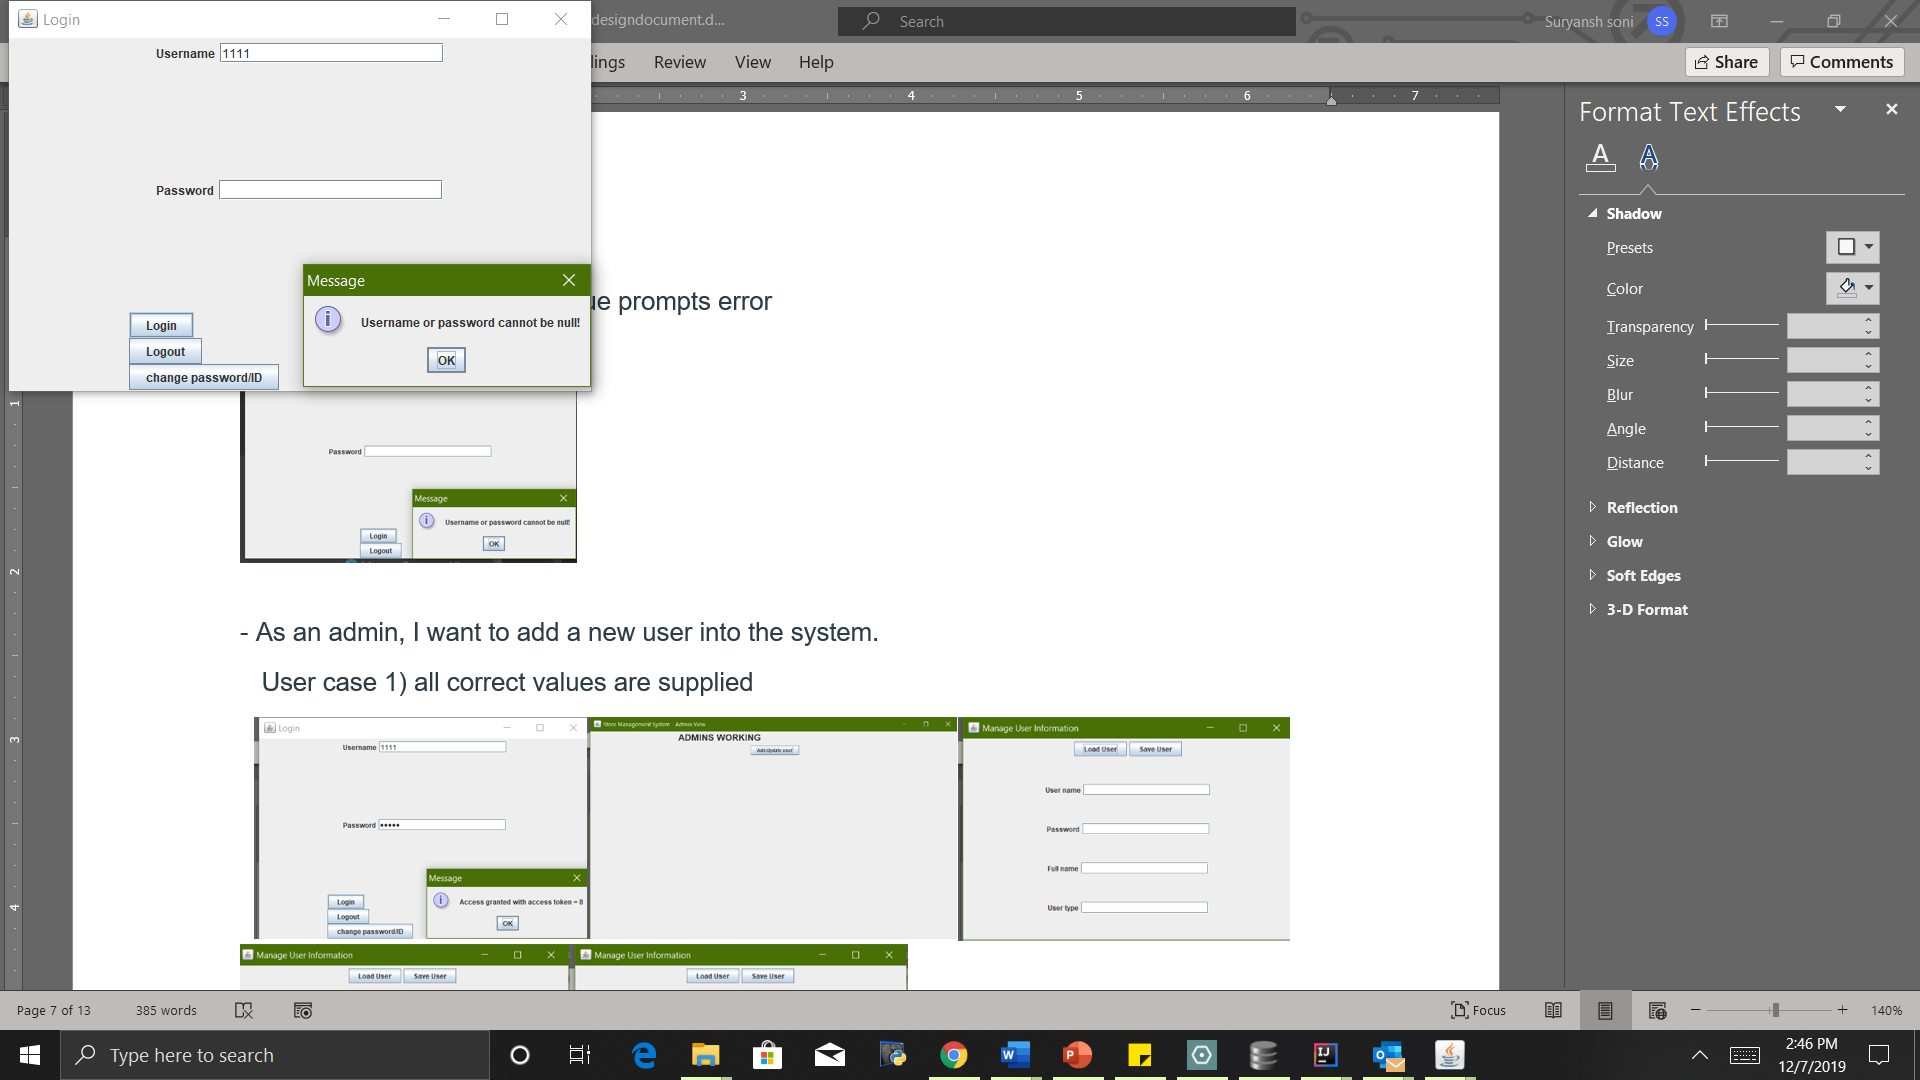 Login
designdocument.d...
Search
Suryansh soni
SS
Username 1111
lings Review View Help
Share
Comments
3 4 5 6 7
Format Text Effects
Shadow
Presets
Color
Transparency
Size
Blur
Angle
Distance
Reflection
Glow
Soft Edges
3-D Format
Password
Message
Username or password cannot be null!
OK
Login
Logout
change password/ID
ue prompts error
Password
Message
Username or password cannot be null!
OK
Login
Logout
- As an admin, I want to add a new user into the system.
User case 1) all correct values are supplied
Login
Username 1111
Password •••••
Message
Access granted with access token = 8
OK
Login
Logout
change password/ID
Store Management System - Admin View
ADMINS WORKING
Add/Update user
Manage User Information
Load User Save User
User name
Password
Full name
User type
Manage User Information
Load User Save User
Manage User Information
Load User Save User
1
2
3
4
Page 7 of 13
385 words
Focus
140%
Type here to search
2:46 PM
12/7/2019